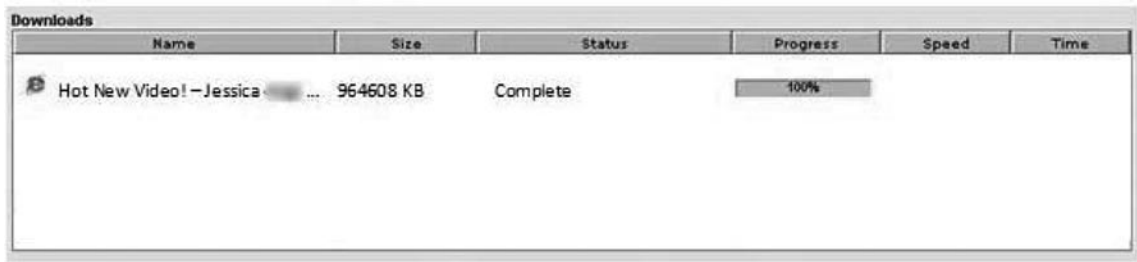 Downloads
Name Size Status Progress Speed Time
Hot New Video! –Jessica ... 964608 KB Complete 100%